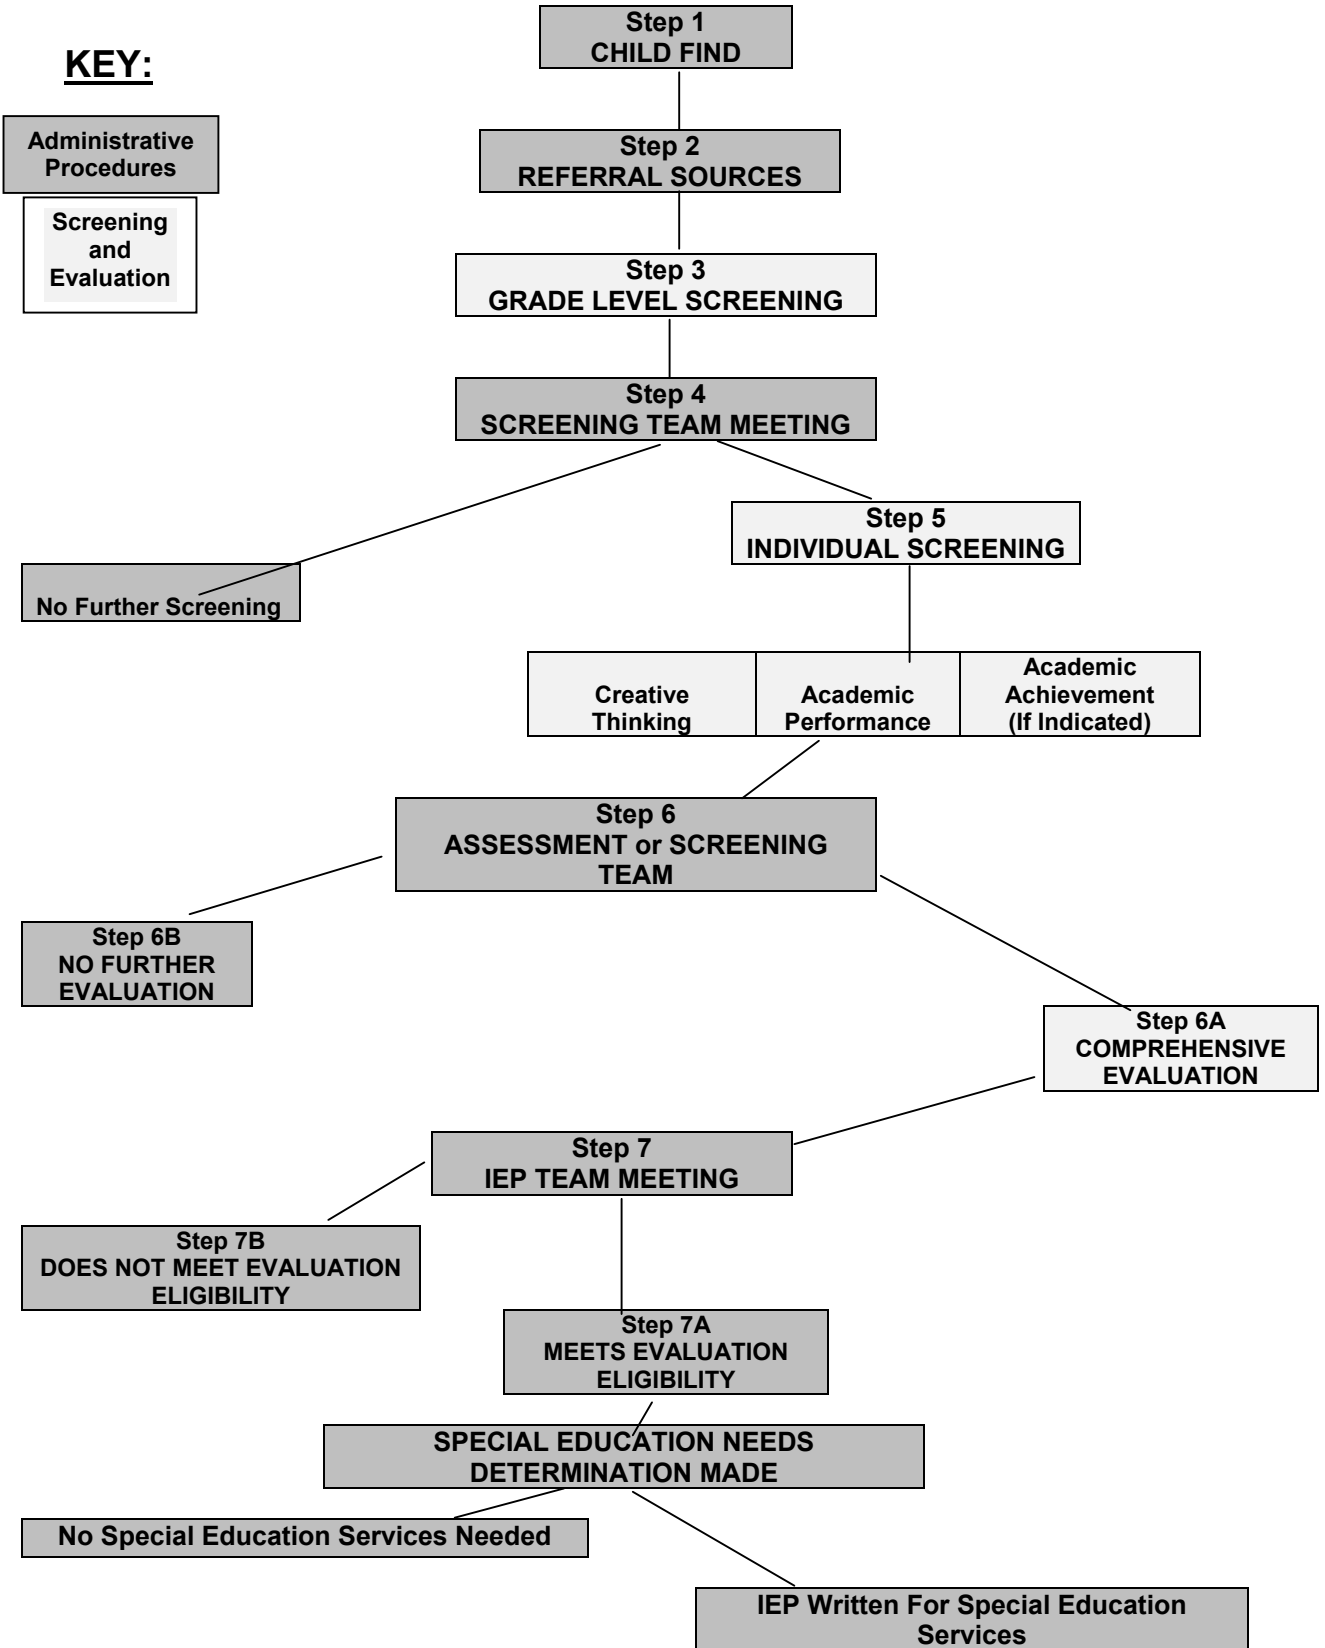 KEY:
Administrative
Procedures
Screening
and
Evaluation
Step 1
CHILD FIND
Step 2
REFERRAL SOURCES
Step 3
GRADE LEVEL SCREENING
Step 4
SCREENING TEAM MEETING
Step 5
INDIVIDUAL SCREENING
No Further Screening
Creative
Thinking
Academic
Performance
Academic
Achievement
(If Indicated)
Step 6
ASSESSMENT or SCREENING
TEAM
Step 6B
NO FURTHER
EVALUATION
Step 6A
COMPREHENSIVE
EVALUATION
Step 7
IEP TEAM MEETING
Step 7B
DOES NOT MEET EVALUATION
ELIGIBILITY
Step 7A
MEETS EVALUATION
ELIGIBILITY
SPECIAL EDUCATION NEEDS
DETERMINATION MADE
No Special Education Services Needed
IEP Written For Special Education
Services